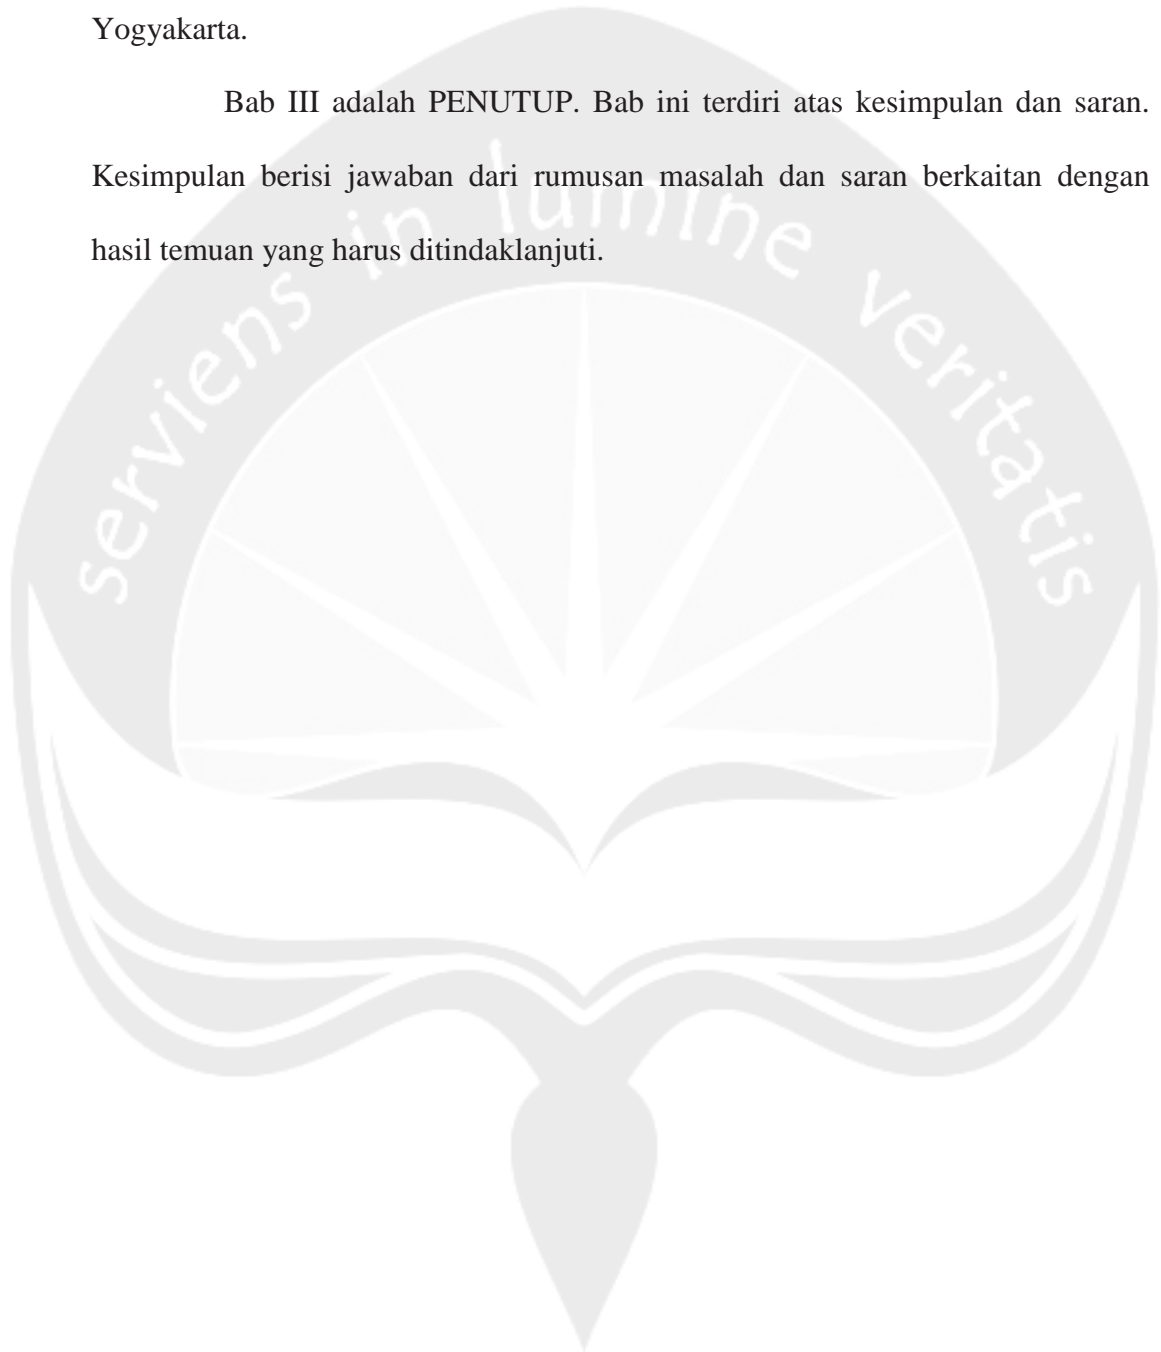 Yogyakarta.
Bab III adalah PENUTUP. Bab ini terdiri atas kesimpulan dan saran.
Kesimpulan berisi jawaban dari rumusan masalah dan saran berkaitan dengan
hasil temuan yang harus ditindaklanjuti.
serviens in lumine veritatis